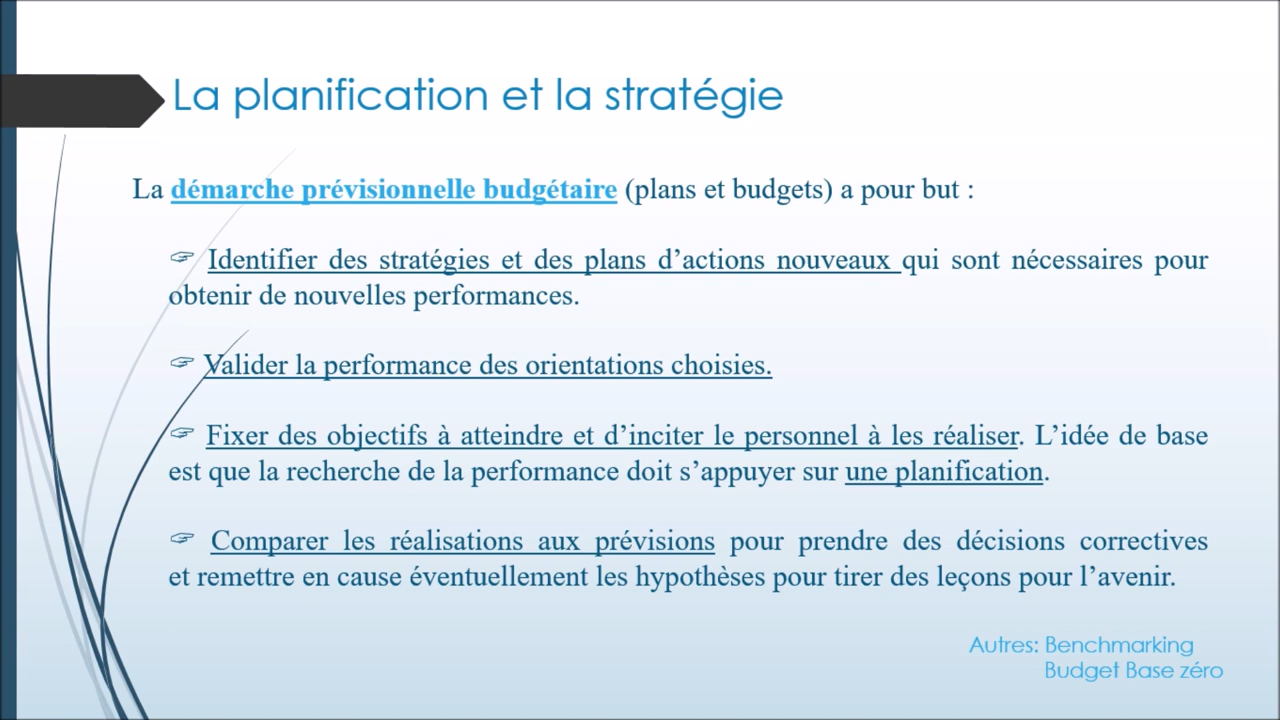 La planification et la stratégie
La démarche prévisionnelle budgétaire (plans et budgets) a pour but :
☞ Identifier des stratégies et des plans d’actions nouveaux qui sont nécessaires pour
obtenir de nouvelles performances.
☞ Valider la performance des orientations choisies.
☞ Fixer des objectifs à atteindre et d’inciter le personnel à les réaliser. L’idée de base
est que la recherche de la performance doit s’appuyer sur une planification.
☞ Comparer les réalisations aux prévisions pour prendre des décisions correctives
et remettre en cause éventuellement les hypothèses pour tirer des leçons pour l’avenir.
Autres: Benchmarking
Budget Base zéro